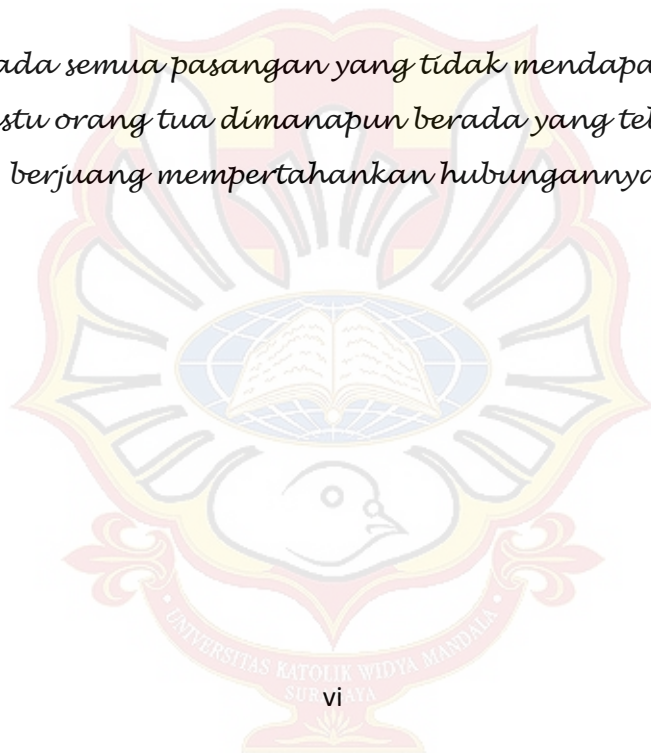 ada semua pasangan yang tidak mendapa
stu orang tua dimanapun berada yang tel
berjuang mempertahankan hubungannya
UNIVERSITAS KATOLIK WIDYA MANDALA
SURABAYA
vi